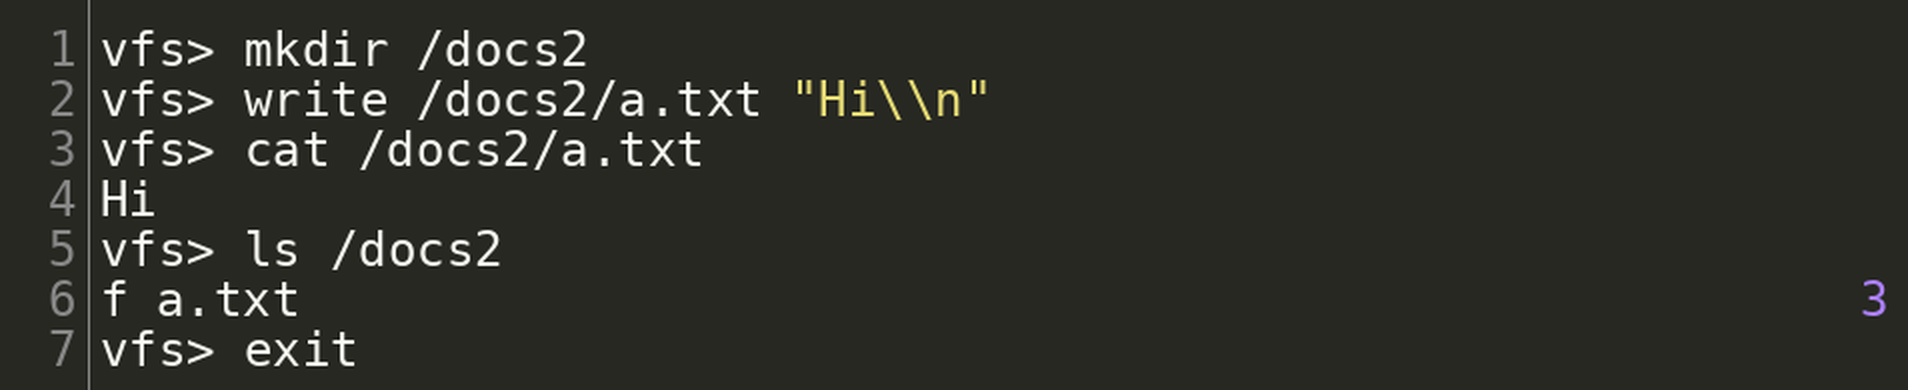 1 vfs> mkdir /docs2
2 vfs> write /docs2/a.txt "Hi\\n"
3 vfs> cat /docs2/a.txt
4 Hi
5 vfs> ls /docs2
6 f a.txt 3
7 vfs> exit